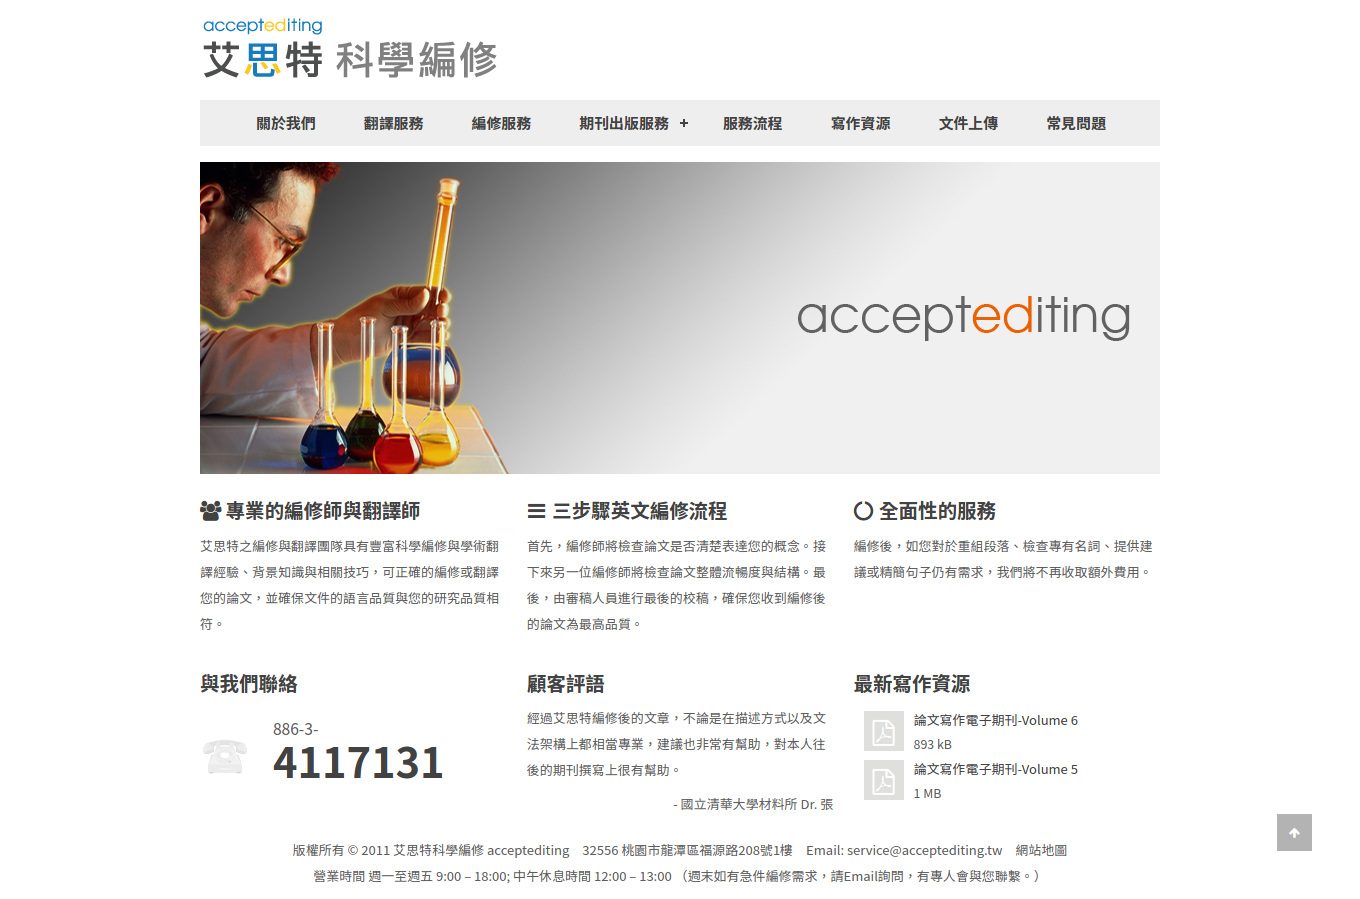 acceptediting
艾思特 科學編修
關於我們 翻譯服務 編修服務 期刊出版服務 + 服務流程 寫作資源 文件上傳 常見問題
acceptediting
專業的編修師與翻譯師
艾思特之編修與翻譯團隊具有豐富科學編修與學術翻
譯經驗、背景知識與相關技巧，可正確的編修或翻譯
您的論文，並確保文件的語言品質與您的研究品質相
符。
三步驟英文編修流程
首先，編修師將檢查論文是否清楚表達您的概念。接
下來另一位編修師將檢查論文整體流暢度與結構。最
後，由審稿人員進行最後的校稿，確保您收到編修後
的論文為最高品質。
全面性的服務
編修後，如您對於重組段落、檢查專有名詞、提供建
議或精簡句子仍有需求，我們將不再收取額外費用。
與我們聯絡
886-3-
4117131
顧客評語
經過艾思特編修後的文章，不論是在描述方式以及文
法架構上都相當專業，建議也非常有幫助，對本人往
後的期刊撰寫上很有幫助。
- 國立清華大學材料所 Dr. 張
最新寫作資源
論文寫作電子期刊-Volume 6
893 kB
論文寫作電子期刊-Volume 5
1 MB
版權所有 © 2011 艾思特科學編修 acceptediting 32556 桃園市龍潭區福源路208號1樓 Email: service@acceptediting.tw 網站地圖
營業時間 週一至週五 9:00 – 18:00; 中午休息時間 12:00 – 13:00 （週末如有急件編修需求，請Email詢問，有專人會與您聯繫。）